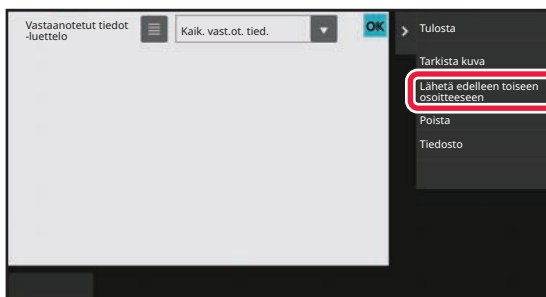 Vastaanotetut tiedot
-luettelo
Kaik. vast.ot. tied.
OK
Tulosta
Tarkista kuva
Lähetä edelleen toiseen
osoitteeseen
Poista
Tiedosto